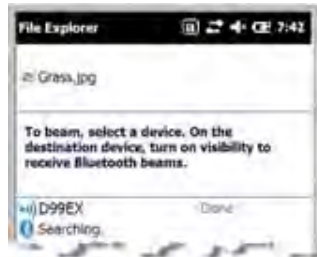 File Explorer 7:42
Grass.jpg
To beam, select a device. On the
destination device, turn on visibility to
receive Bluetooth beams.
D99EX Done
Searching